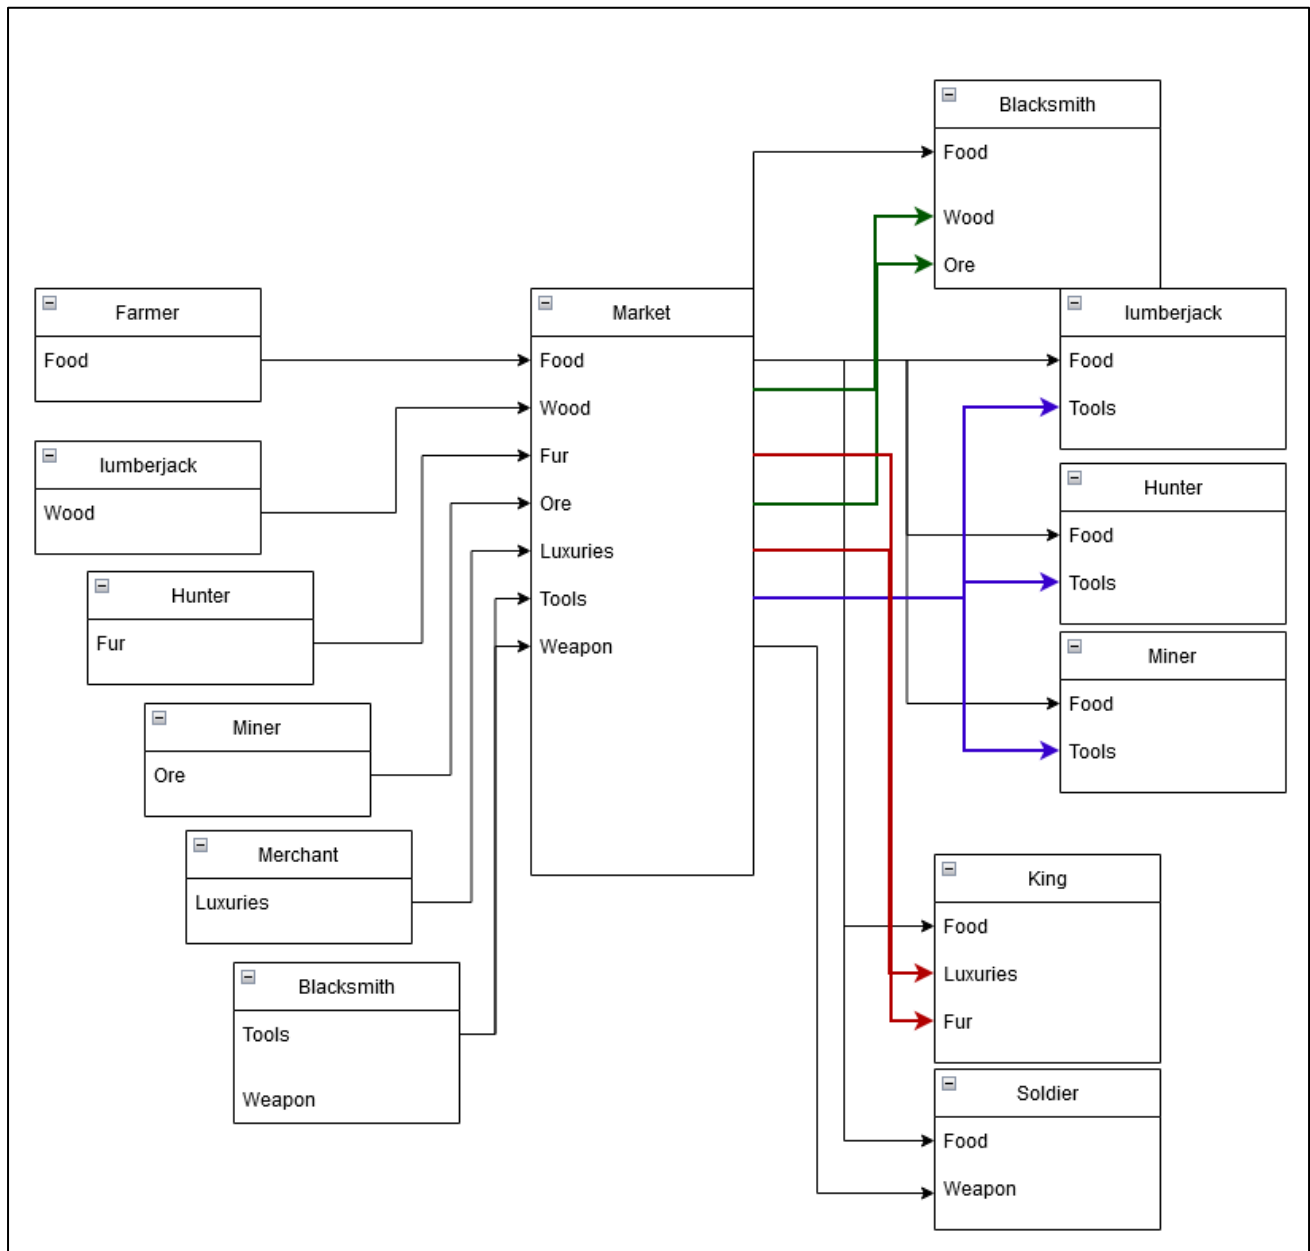 Farmer
Food
lumberjack
Wood
Hunter
Fur
Miner
Ore
Merchant
Luxuries
Blacksmith
Tools
Weapon
Market
Food
Wood
Fur
Ore
Luxuries
Tools
Weapon
Blacksmith
Food
Wood
Ore
lumberjack
Food
Tools
Hunter
Food
Tools
Miner
Food
Tools
King
Food
Luxuries
Fur
Soldier
Food
Weapon